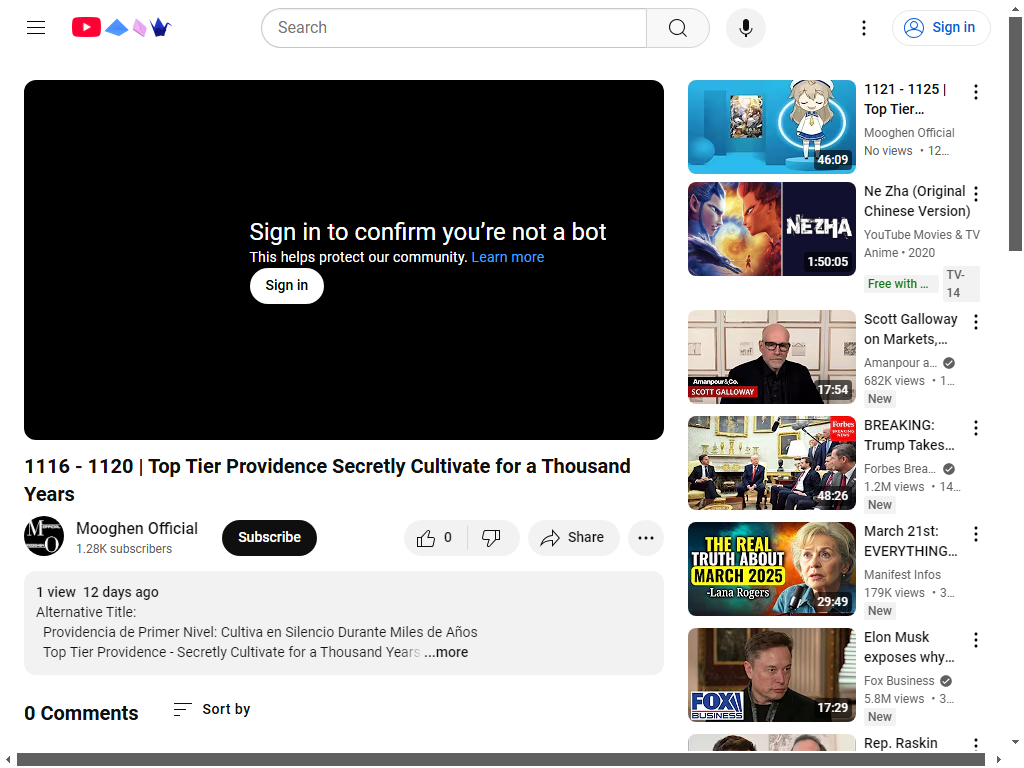 Search
Sign in
Sign in to confirm you’re not a bot
This helps protect our community. Learn more
Sign in
1116 - 1120 | Top Tier Providence Secretly Cultivate for a Thousand
Years
Mooghen Official
1.28K subscribers
Subscribe
0
Share
1 view 12 days ago
Alternative Title:
Providencia de Primer Nivel: Cultiva en Silencio Durante Miles de Años
Top Tier Providence - Secretly Cultivate for a Thousand Years ...more
0 Comments
Sort by
46:09
1121 - 1125 |
Top Tier...
Mooghen Official
No views • 12...
NEZHA
1:50:05
Ne Zha (Original
Chinese Version)
YouTube Movies & TV
Anime • 2020
Free with ...
TV-
14
Amanpour&Co.
SCOTT GALLOWAY
17:54
Scott Galloway
on Markets,...
Amanpour a...
682K views • 1...
New
Forbes
BREAKING
NEWS
48:26
BREAKING:
Trump Takes...
Forbes Brea...
1.2M views • 14...
New
THE REAL
TRUTH ABOUT
MARCH 2025
-Lana Rogers
29:49
March 21st:
EVERYTHING...
Manifest Infos
179K views • 3...
New
FOX
BUSINESS
17:29
Elon Musk
exposes why...
Fox Business
5.8M views • 3...
New
Rep. Raskin